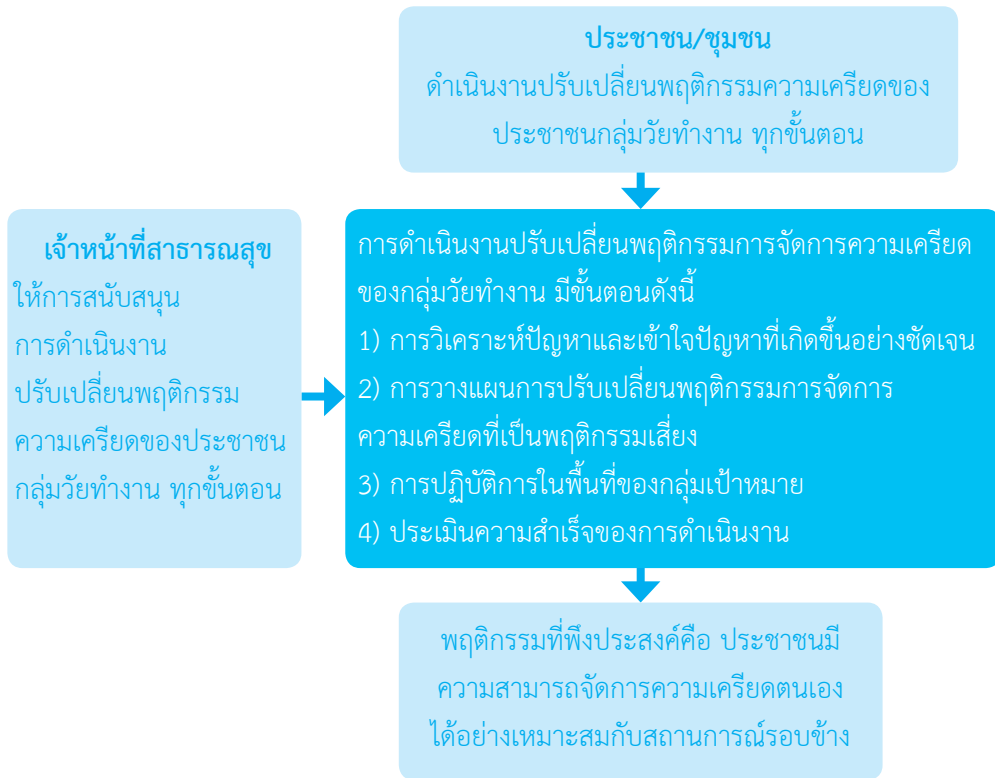 ประชาชน/ชุมชน
ดำเนินงานปรับเปลี่ยนพฤติกรรมความเครียดของ
ประชาชนกลุ่มวัยทำงาน ทุกขั้นตอน
เจ้าหน้าที่สาธารณสุข
ให้การสนับสนุน
การดำเนินงาน
ปรับเปลี่ยนพฤติกรรม
ความเครียดของประชาชน
กลุ่มวัยทำงาน ทุกขั้นตอน
การดำเนินงานปรับเปลี่ยนพฤติกรรมการจัดการความเครียด
ของกลุ่มวัยทำงาน มีขั้นตอนดังนี้
1) การวิเคราะห์ปัญหาและเข้าใจปัญหาที่เกิดขึ้นอย่างชัดเจน
2) การวางแผนการปรับเปลี่ยนพฤติกรรมการจัดการ
ความเครียดที่เป็นพฤติกรรมเสี่ยง
3) การปฏิบัติการในพื้นที่ของกลุ่มเป้าหมาย
4) ประเมินความสำเร็จของการดำเนินงาน
พฤติกรรมที่พึงประสงค์คือ ประชาชนมี
ความสามารถจัดการความเครียดตนเอง
ได้อย่างเหมาะสมกับสถานการณ์รอบข้าง